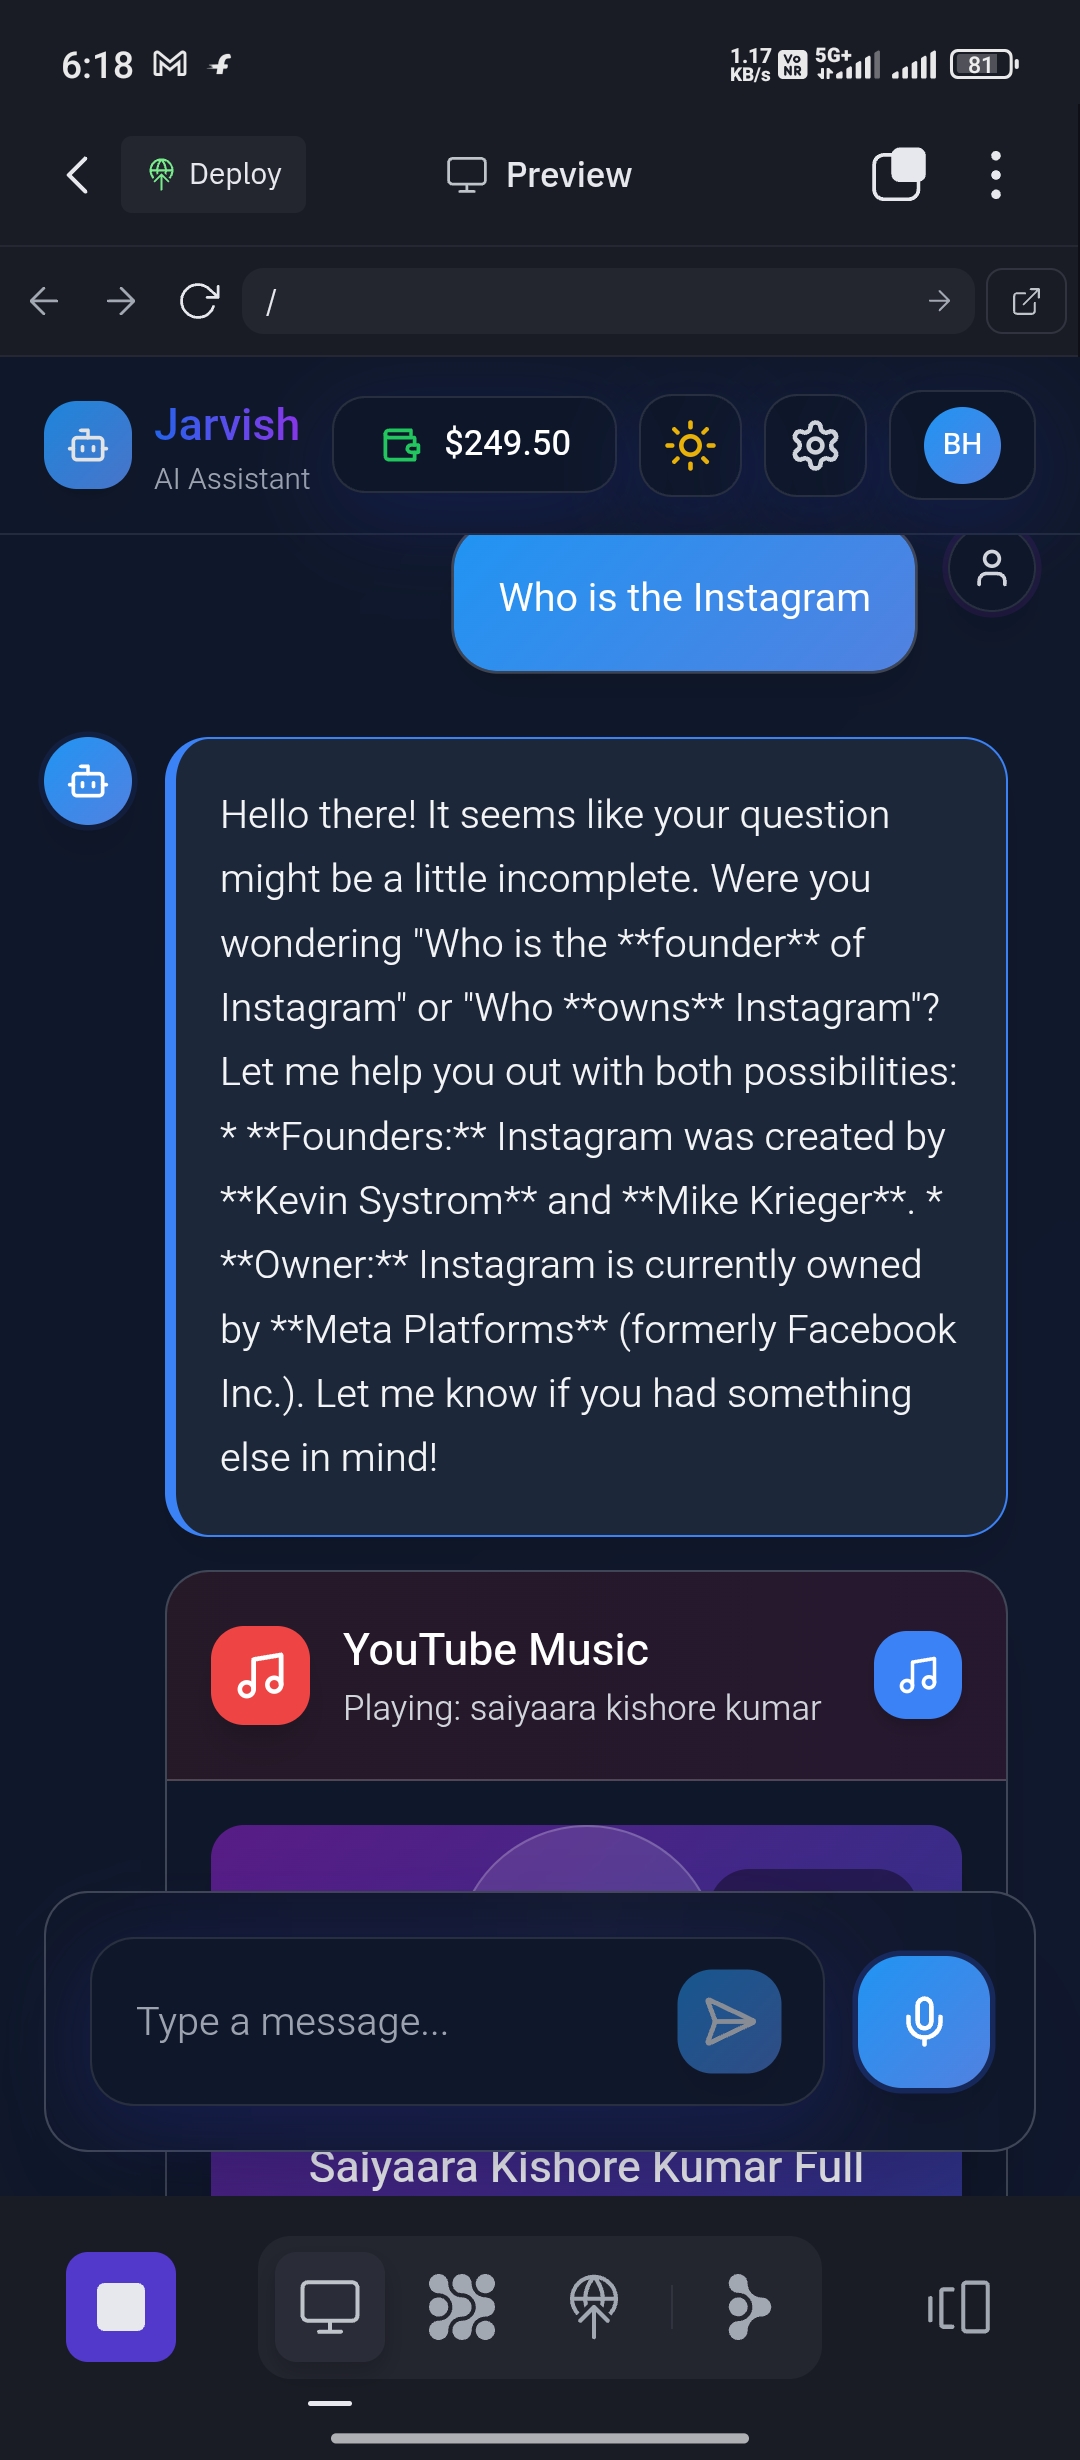 6:18
1.17
KB/s
Vo
NR
5G+
81
Deploy
Preview
/
Jarvish
AI Assistant
$249.50
BH
Who is the Instagram
Hello there! It seems like your question
might be a little incomplete. Were you
wondering "Who is the **founder** of
Instagram" or "Who **owns** Instagram"?
Let me help you out with both possibilities:
* **Founders:** Instagram was created by
**Kevin Systrom** and **Mike Krieger**. *
**Owner:** Instagram is currently owned
by **Meta Platforms** (formerly Facebook
Inc.). Let me know if you had something
else in mind!
YouTube Music
Playing: saiyaara kishore kumar
Type a message...
Saiyaara Kishore Kumar Full